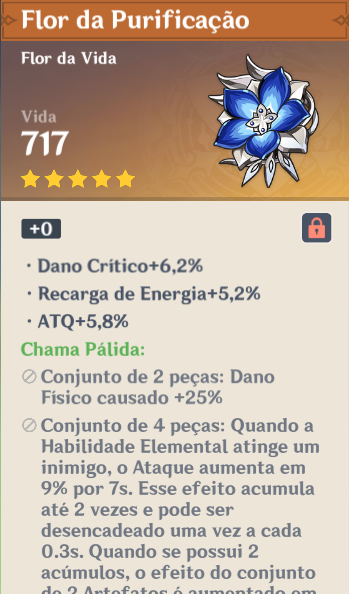 Flor da Purificação
Flor da Vida
Vida
717
+0
· Dano Crítico+6,2%
· Recarga de Energia+5,2%
· ATQ+5,8%
Chama Pálida:
Conjunto de 2 peças: Dano
Físico causado +25%
Conjunto de 4 peças: Quando a
Habilidade Elemental atinge um
inimigo, o Ataque aumenta em
9% por 7s. Esse efeito acumula
até 2 vezes e pode ser
desencadeado uma vez a cada
0.3s. Quando se possui 2
acúmulos, o efeito do conjunto
de 2 Artefatos é aumentado em